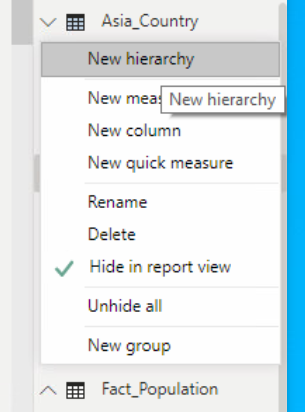 Asia_Country
New hierarchy
New meas
New hierarchy
New column
New quick measure
Rename
Delete
Hide in report view
Unhide all
New group
Fact_Population